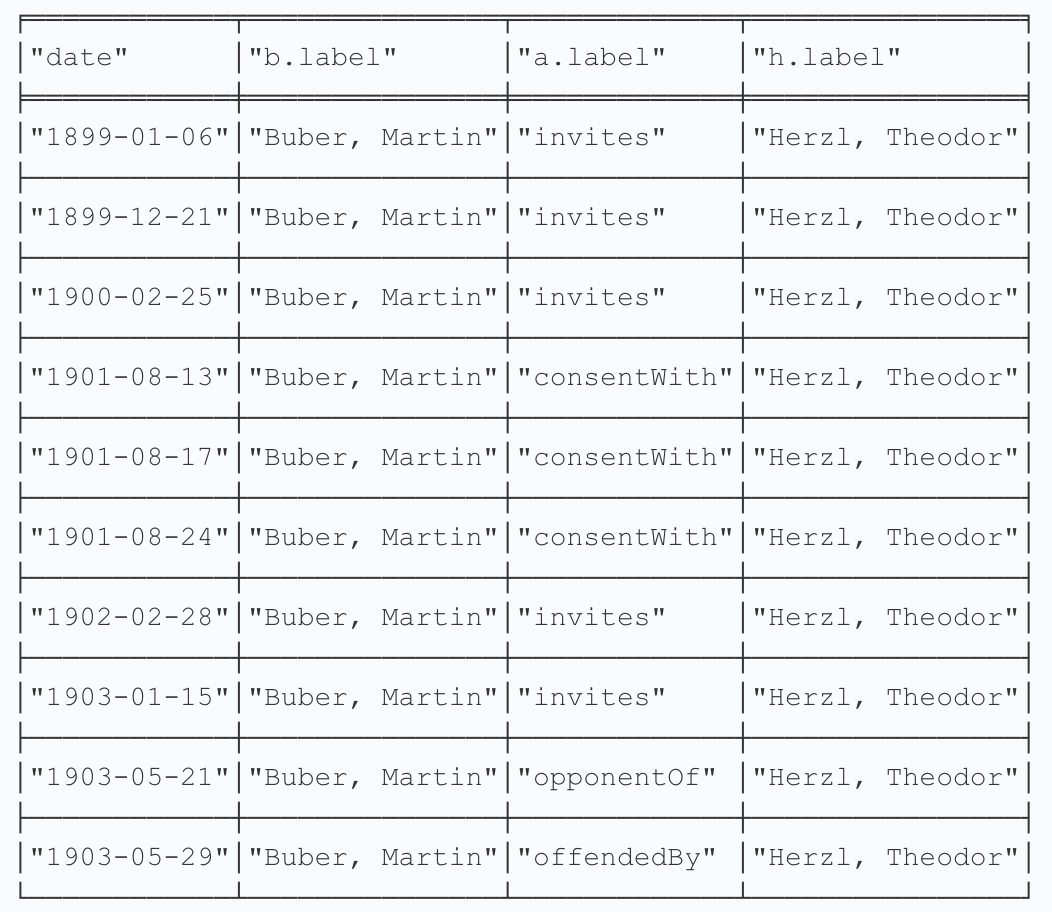 "date" "b.label" "a.label" "h.label"
"1899-01-06" "Buber, Martin" "invites" "Herzl, Theodor"
"1899-12-21" "Buber, Martin" "invites" "Herzl, Theodor"
"1900-02-25" "Buber, Martin" "invites" "Herzl, Theodor"
"1901-08-13" "Buber, Martin" "consentWith" "Herzl, Theodor"
"1901-08-17" "Buber, Martin" "consentWith" "Herzl, Theodor"
"1901-08-24" "Buber, Martin" "consentWith" "Herzl, Theodor"
"1902-02-28" "Buber, Martin" "invites" "Herzl, Theodor"
"1903-01-15" "Buber, Martin" "invites" "Herzl, Theodor"
"1903-05-21" "Buber, Martin" "opponentOf" "Herzl, Theodor"
"1903-05-29" "Buber, Martin" "offendedBy" "Herzl, Theodor"